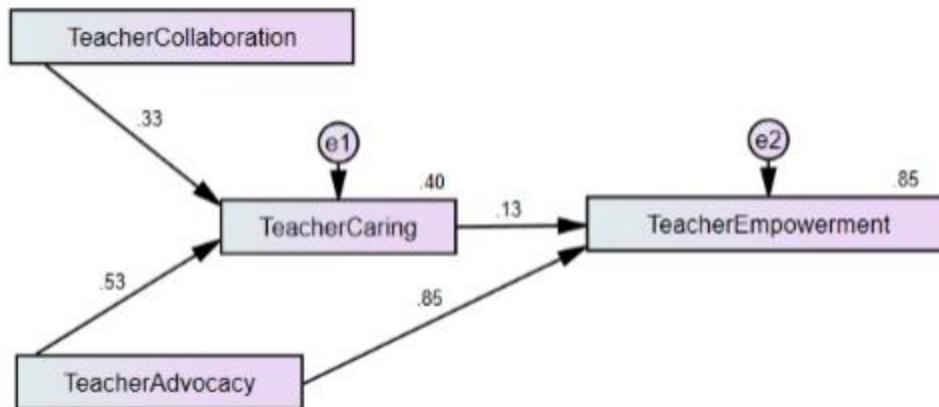 TeacherCollaboration
.33
e1
e2
.40
.85
TeacherCaring
.13
TeacherEmpowerment
.53
.85
TeacherAdvocacy